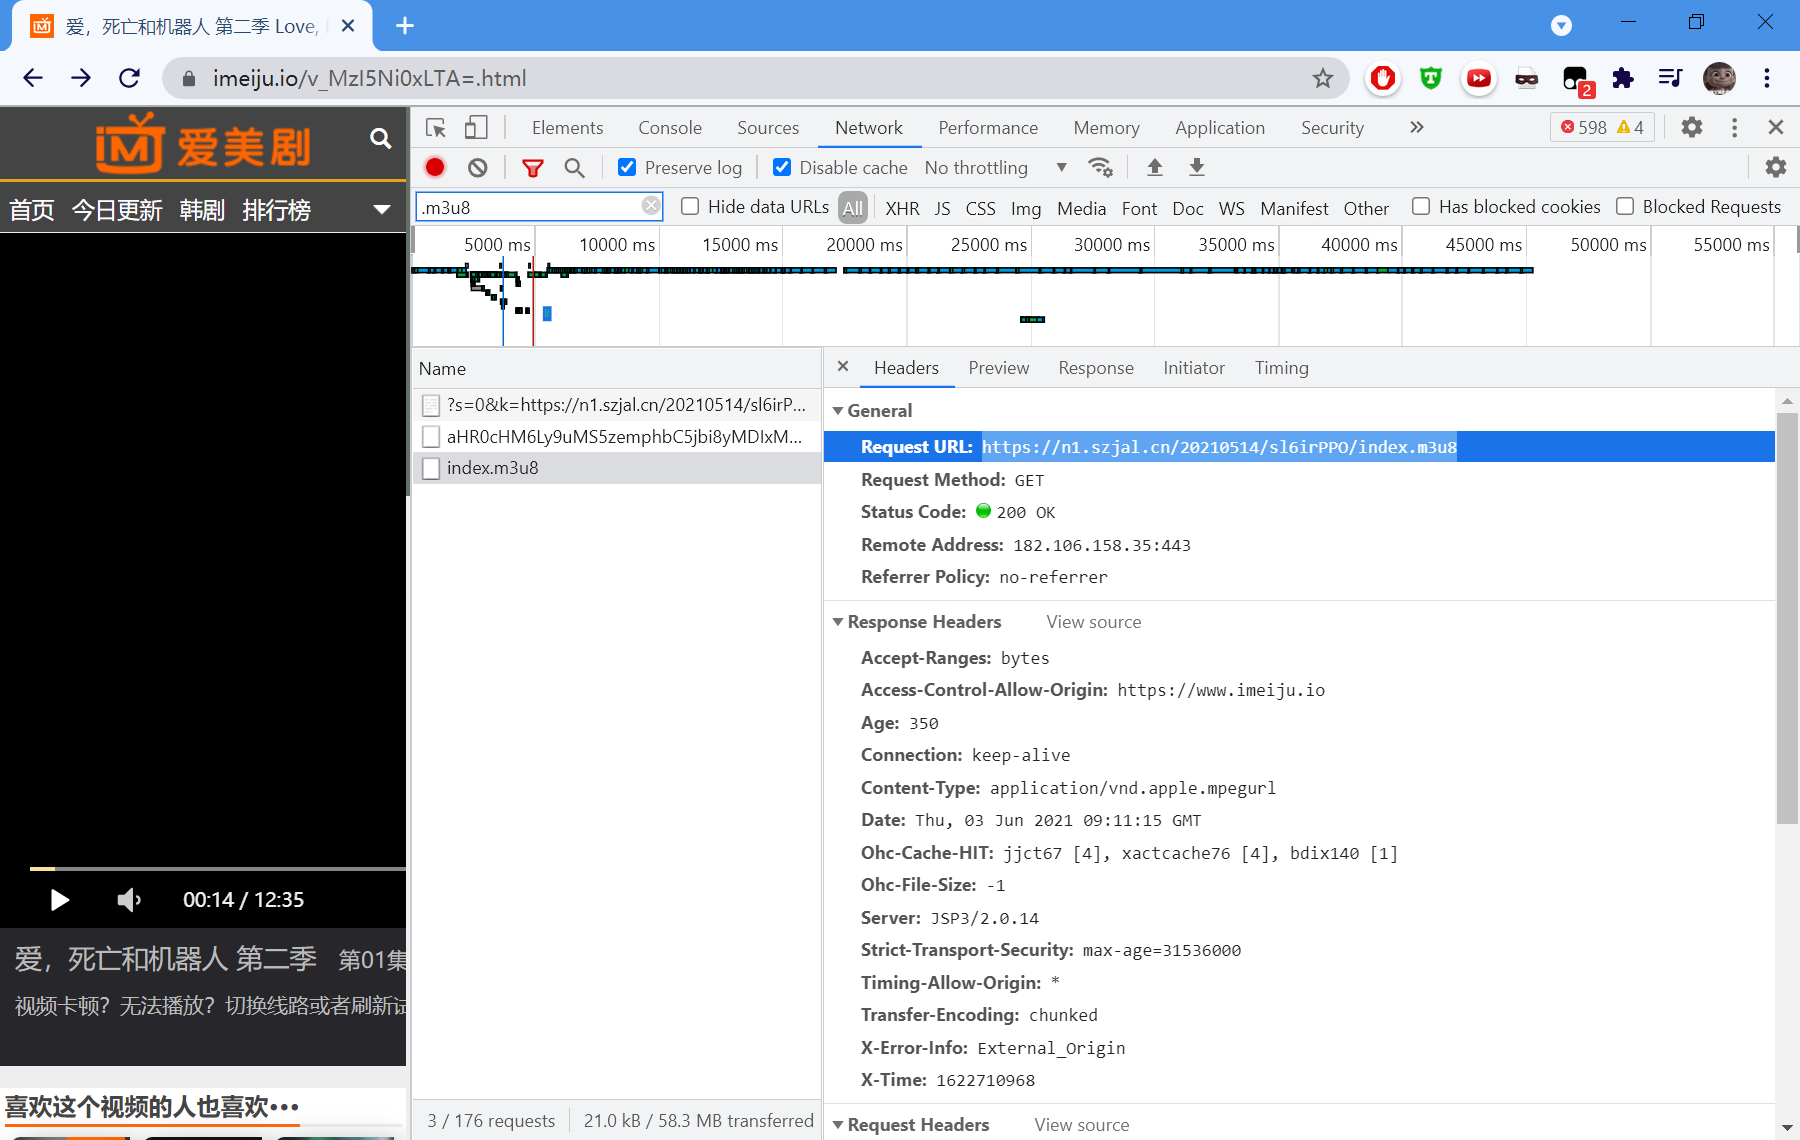 爱，死亡和机器人 第二季 Love,
imeiju.io/v_MzI5Ni0xLTA=.html
2
爱美剧
首页 今日更新 韩剧 排行榜
Elements Console Sources Network Performance Memory Application Security 598 4
Preserve log Disable cache No throttling
.m3u8 Hide data URLs All XHR JS CSS Img Media Font Doc WS Manifest Other Has blocked cookies Blocked Requests
5000 ms 10000 ms 15000 ms 20000 ms 25000 ms 30000 ms 35000 ms 40000 ms 45000 ms 50000 ms 55000 ms
Name
?s=0&k=https://n1.szjal.cn/20210514/sl6irP...
aHR0cHM6Ly9uMS5zemphbC5jbi8yMDIxM...
index.m3u8
3 / 176 requests 21.0 kB / 58.3 MB transferred
Headers Preview Response Initiator Timing
General
Request URL: https://n1.szjal.cn/20210514/sl6irPPO/index.m3u8
Request Method: GET
Status Code: 200 OK
Remote Address: 182.106.158.35:443
Referrer Policy: no-referrer
Response Headers View source
Accept-Ranges: bytes
Access-Control-Allow-Origin: https://www.imeiju.io
Age: 350
Connection: keep-alive
Content-Type: application/vnd.apple.mpegurl
Date: Thu, 03 Jun 2021 09:11:15 GMT
Ohc-Cache-HIT: jjct67 [4], xactcache76 [4], bdix140 [1]
Ohc-File-Size: -1
Server: JSP3/2.0.14
Strict-Transport-Security: max-age=31536000
Timing-Allow-Origin: *
Transfer-Encoding: chunked
X-Error-Info: External_Origin
X-Time: 1622710968
Request Headers View source
00:14 / 12:35
爱，死亡和机器人 第二季 第01集
视频卡顿？无法播放？切换线路或者刷新试
喜欢这个视频的人也喜欢•••